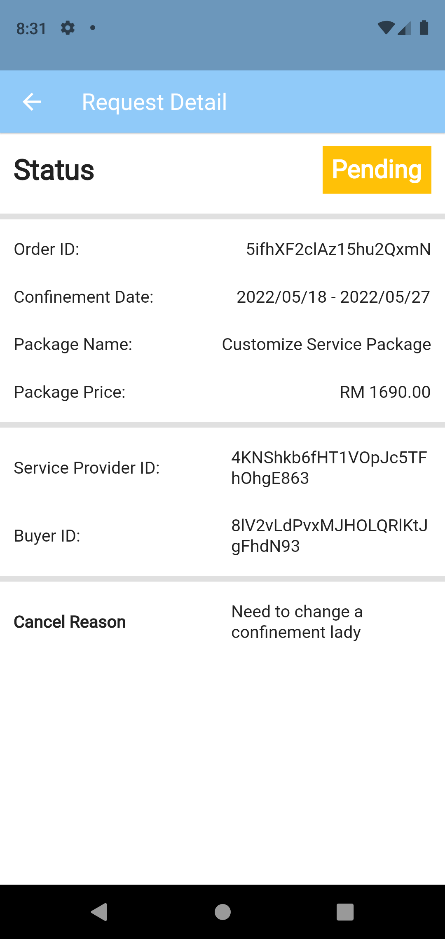 8:31
Request Detail
Status
Pending
Order ID:
5ifhXF2clAz15hu2QxmN
Confinement Date:
2022/05/18 - 2022/05/27
Package Name:
Customize Service Package
Package Price:
RM 1690.00
Service Provider ID:
4KNShkb6fHT1VOpJc5TF
hOhgE863
Buyer ID:
8lV2vLdPvxMJHOLQRlKtJ
gFhdN93
Cancel Reason
Need to change a
confinement lady